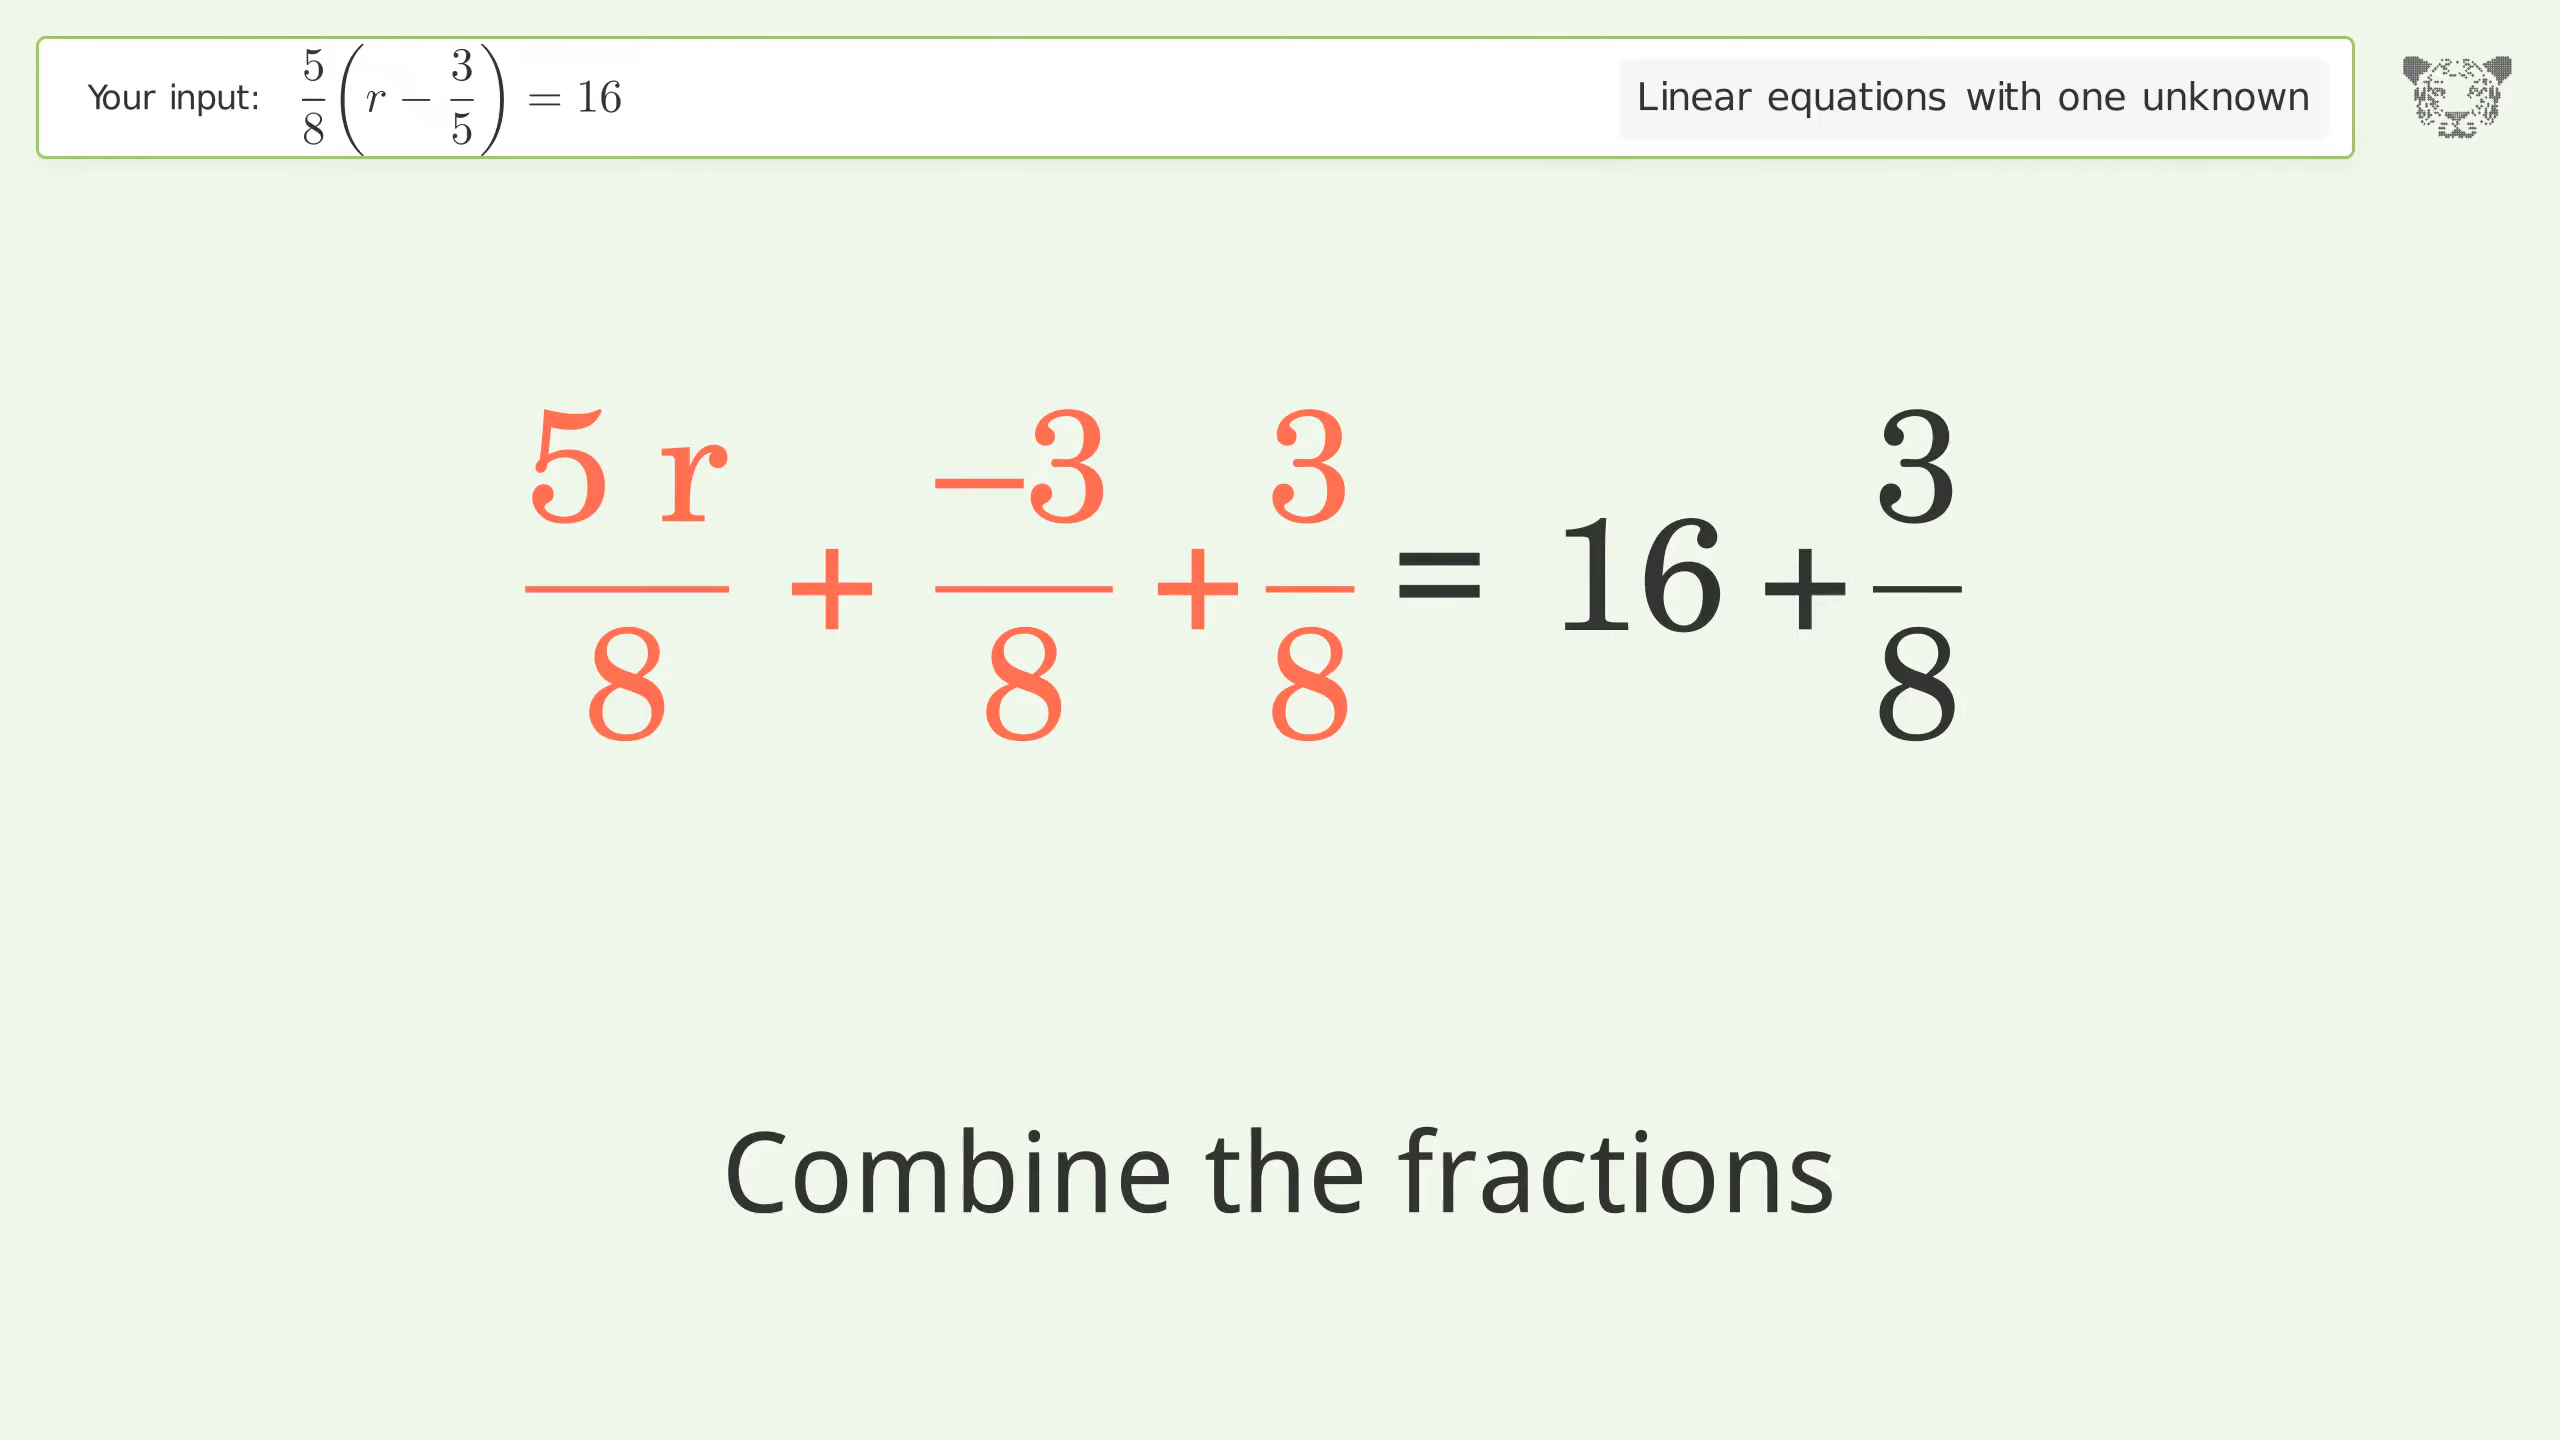 Your input: 5/8(r − 3/5) = 16
Linear equations with one unknown
5 r/8 + −3/8 + 3/8 = 16 + 3/8
Combine the fractions